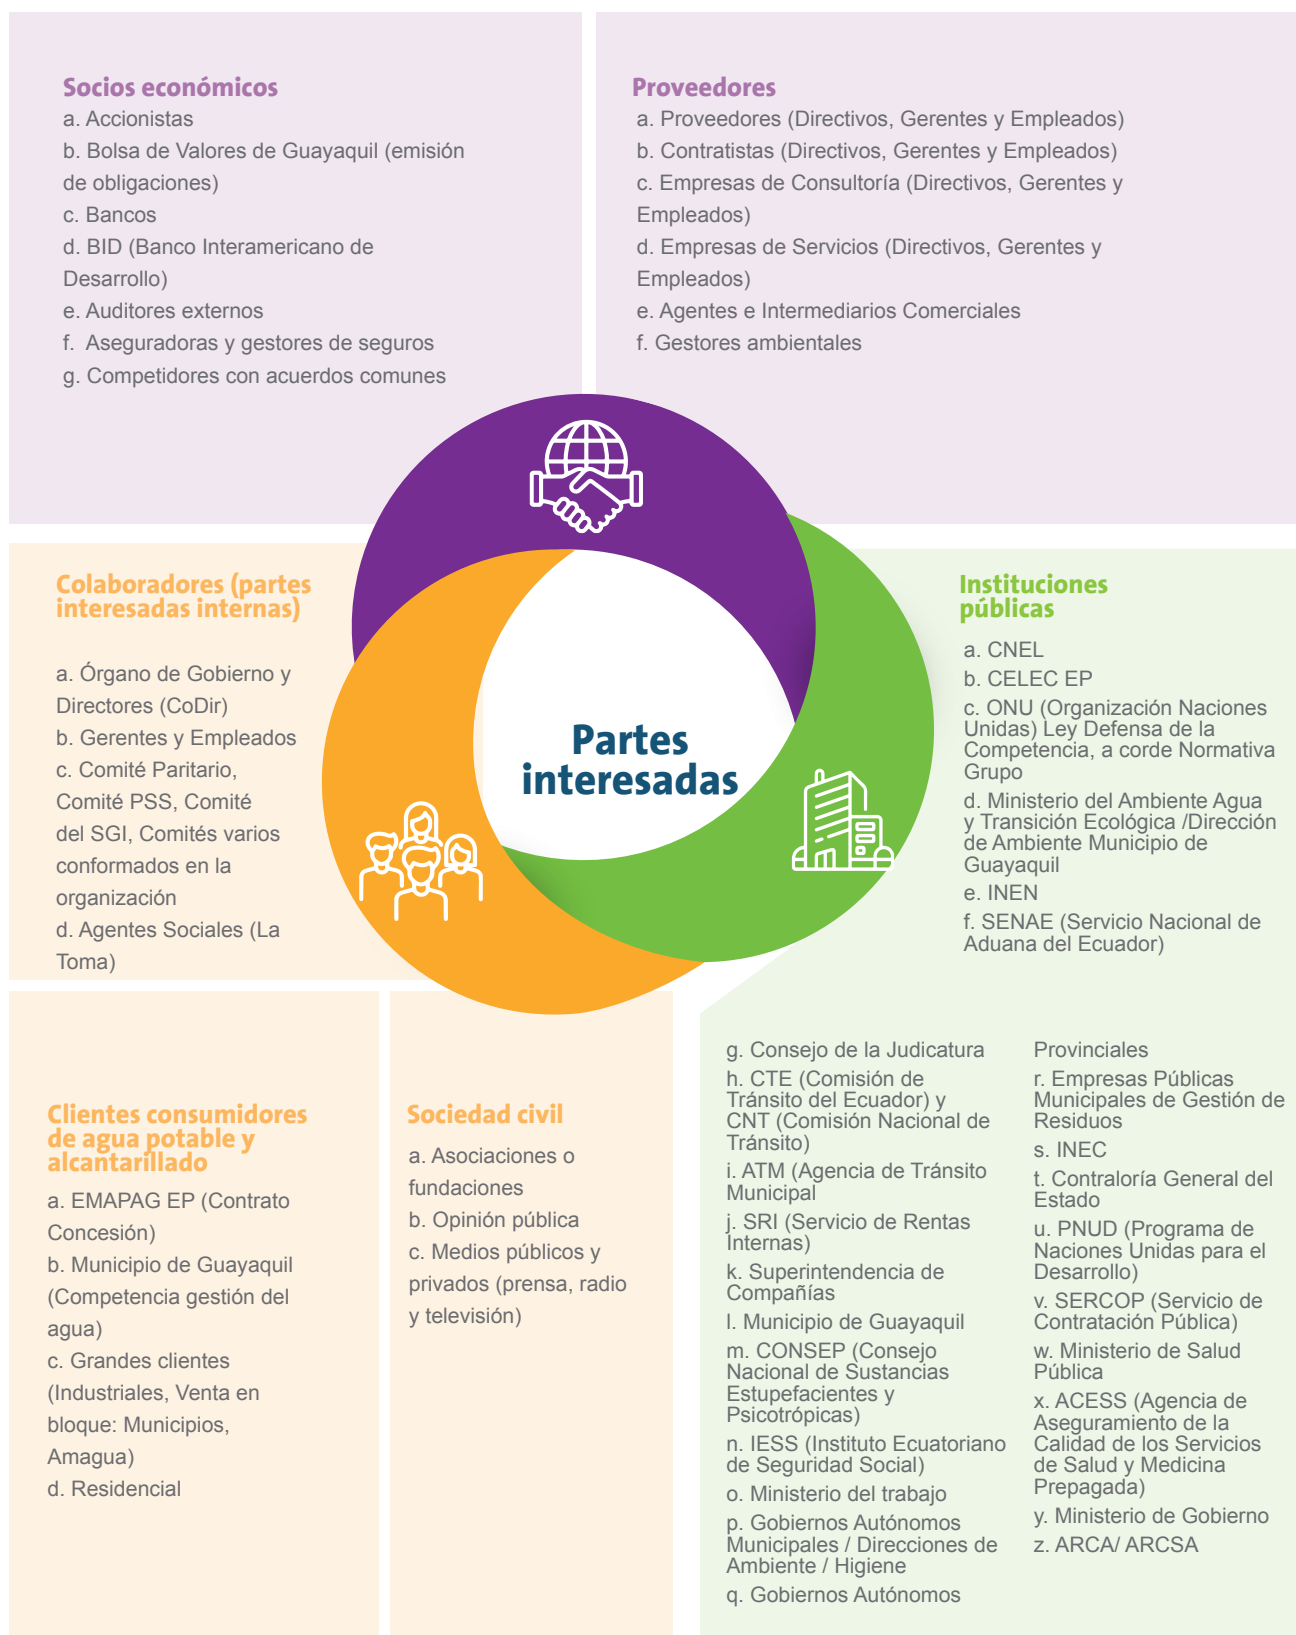 Socios económicos
a. Accionistas
b. Bolsa de Valores de Guayaquil (emisión
de obligaciones)
c. Bancos
d. BID (Banco Interamericano de
Desarrollo)
e. Auditores externos
f. Aseguradoras y gestores de seguros
g. Competidores con acuerdos comunes
Proveedores
a. Proveedores (Directivos, Gerentes y Empleados)
b. Contratistas (Directivos, Gerentes y Empleados)
c. Empresas de Consultoría (Directivos, Gerentes y
Empleados)
d. Empresas de Servicios (Directivos, Gerentes y
Empleados)
e. Agentes e Intermediarios Comerciales
f. Gestores ambientales
Colaboradores (partes
interesadas internas)
a. Órgano de Gobierno y
Directores (CoDir)
b. Gerentes y Empleados
c. Comité Paritario,
Comité PSS, Comité
del SGI, Comités varios
conformados en la
organización
d. Agentes Sociales (La
Toma)
Partes
interesadas
Instituciones
públicas
a. CNEL
b. CELEC EP
c. ONU (Organización Naciones
Unidas) Ley Defensa de la
Competencia, a corde Normativa
Grupo
d. Ministerio del Ambiente Agua
y Transición Ecológica /Dirección
de Ambiente Municipio de
Guayaquil
e. INEN
f. SENAE (Servicio Nacional de
Aduana del Ecuador)
Clientes consumidores
de agua potable y
alcantarillado
a. EMAPAG EP (Contrato
Concesión)
b. Municipio de Guayaquil
(Competencia gestión del
agua)
c. Grandes clientes
(Industriales, Venta en
bloque: Municipios,
Amagua)
d. Residencial
Sociedad civil
a. Asociaciones o
fundaciones
b. Opinión pública
c. Medios públicos y
privados (prensa, radio
y televisión)
g. Consejo de la Judicatura
h. CTE (Comisión de
Tránsito del Ecuador) y
CNT (Comisión Nacional de
Tránsito)
i. ATM (Agencia de Tránsito
Municipal
j. SRI (Servicio de Rentas
Internas)
k. Superintendencia de
Compañías
l. Municipio de Guayaquil
m. CONSEP (Consejo
Nacional de Sustancias
Estupefacientes y
Psicotrópicas)
n. IESS (Instituto Ecuatoriano
de Seguridad Social)
o. Ministerio del trabajo
p. Gobiernos Autónomos
Municipales / Direcciones de
Ambiente / Higiene
q. Gobiernos Autónomos
Provinciales
r. Empresas Públicas
Municipales de Gestión de
Residuos
s. INEC
t. Contraloría General del
Estado
u. PNUD (Programa de
Naciones Unidas para el
Desarrollo)
v. SERCOP (Servicio de
Contratación Pública)
w. Ministerio de Salud
Pública
x. ACESS (Agencia de
Aseguramiento de la
Calidad de los Servicios
de Salud y Medicina
Prepagada)
y. Ministerio de Gobierno
z. ARCA/ ARCSA